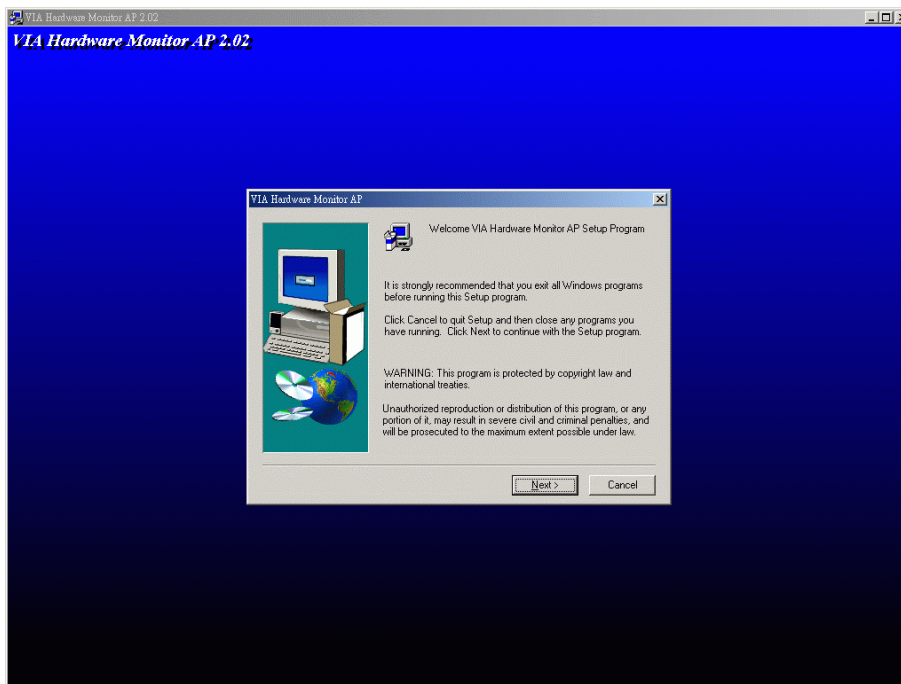 VIA Hardware Monitor AP 2.02
VIA Hardware Monitor AP 2.02
VIA Hardware Monitor AP
Welcome VIA Hardware Monitor AP Setup Program
It is strongly recommended that you exit all Windows programs
before running this Setup program.
Click Cancel to quit Setup and then close any programs you
have running. Click Next to continue with the Setup program.
WARNING: This program is protected by copyright law and
international treaties.
Unauthorized reproduction or distribution of this program, or any
portion of it, may result in severe civil and criminal penalties, and
will be prosecuted to the maximum extent possible under law.
Next >
Cancel